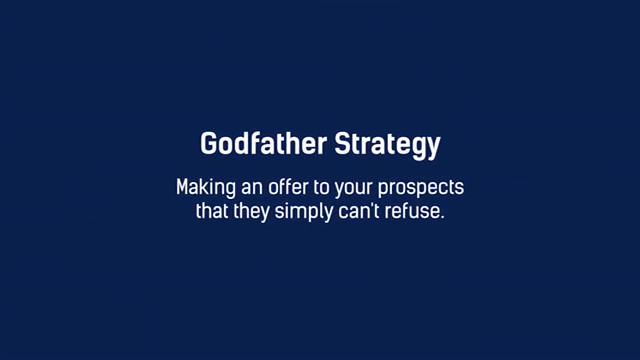 Godfather Strategy
Making an offer to your prospects
that they simply can't refuse.